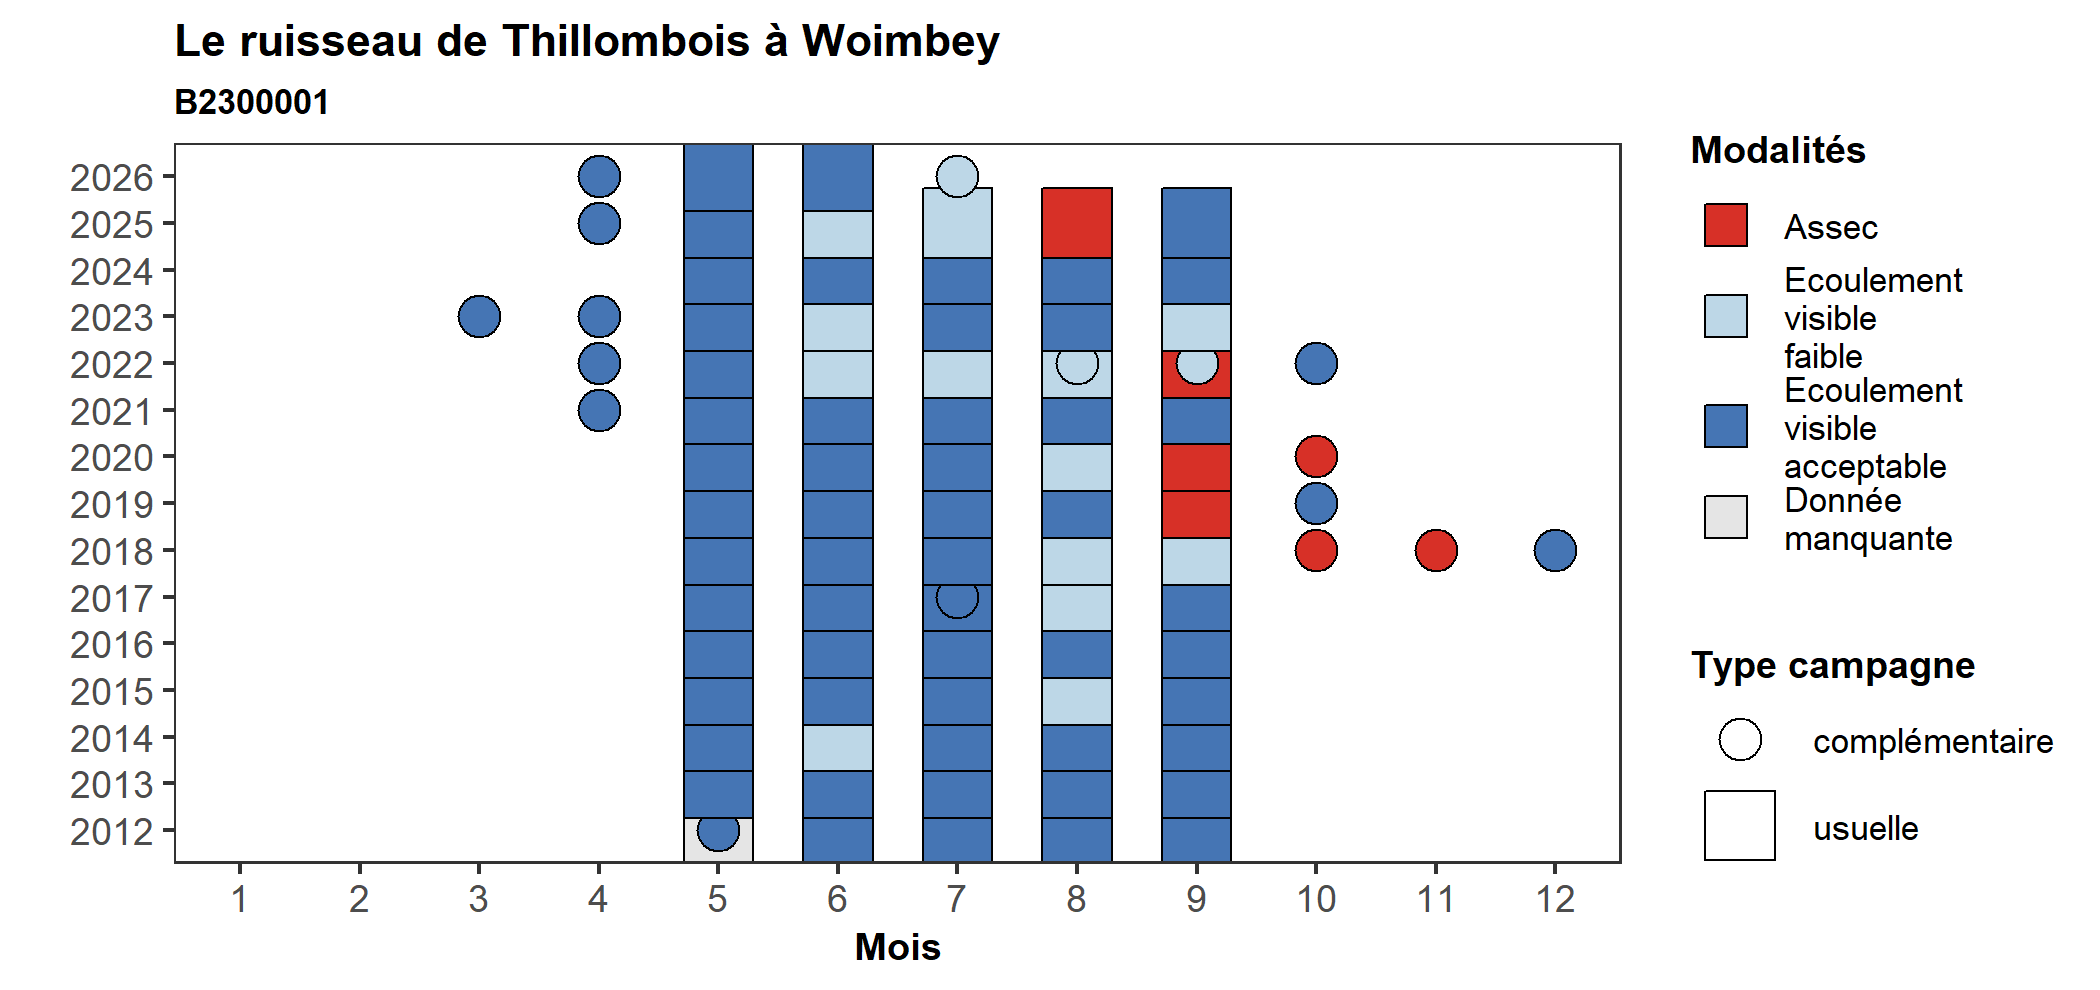 Le ruisseau de Thillombois à Woimbey
B2300001
2026
2025
2024
2023
2022
2021
2020
2019
2018
2017
2016
2015
2014
2013
2012
1 2 3 4 5 6 7 8 9 10 11 12
Mois
Modalités
Assec
Ecoulement
visible
faible
Ecoulement
visible
acceptable
Donnée
manquante
Type campagne
complémentaire
usuelle